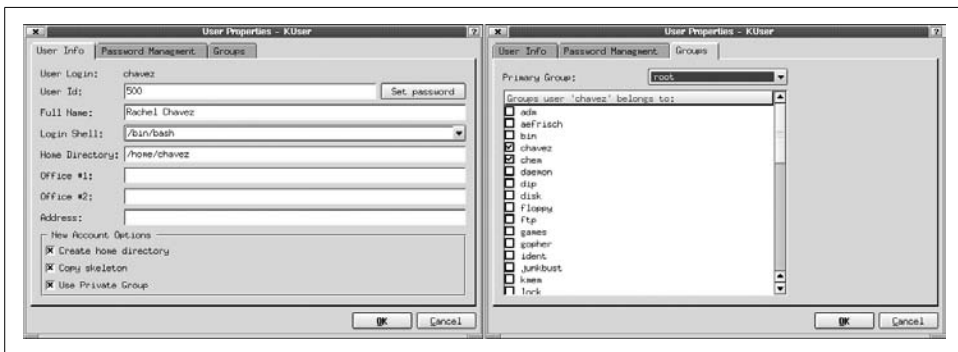 User Properties - KUser
User Info Password Managment Groups
User Login: chavez
User Id: 500 Set password
Full Name: Rachel Chavez
Login Shell: /bin/bash
Home Directory: /home/chavez
Office #1:
Office #2:
Address:
New Account Options
Create home directory
Copy skeleton
Use Private Group
OK Cancel
User Properties - KUser
User Info Password Managment Groups
Primary Group: root
Groups user 'chavez' belongs to:
adm
aefrisch
bin
chavez
chem
daemon
dip
disk
floppy
ftp
games
gopher
ident
junkbust
kmem
lock
OK Cancel